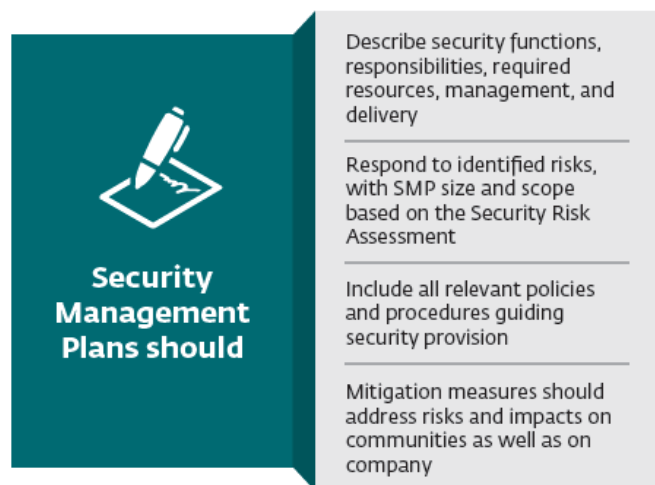 Security
Management
Plans should
Describe security functions,
responsibilities, required
resources, management, and
delivery
Respond to identified risks,
with SMP size and scope
based on the Security Risk
Assessment
Include all relevant policies
and procedures guiding
security provision
Mitigation measures should
address risks and impacts on
communities as well as on
company